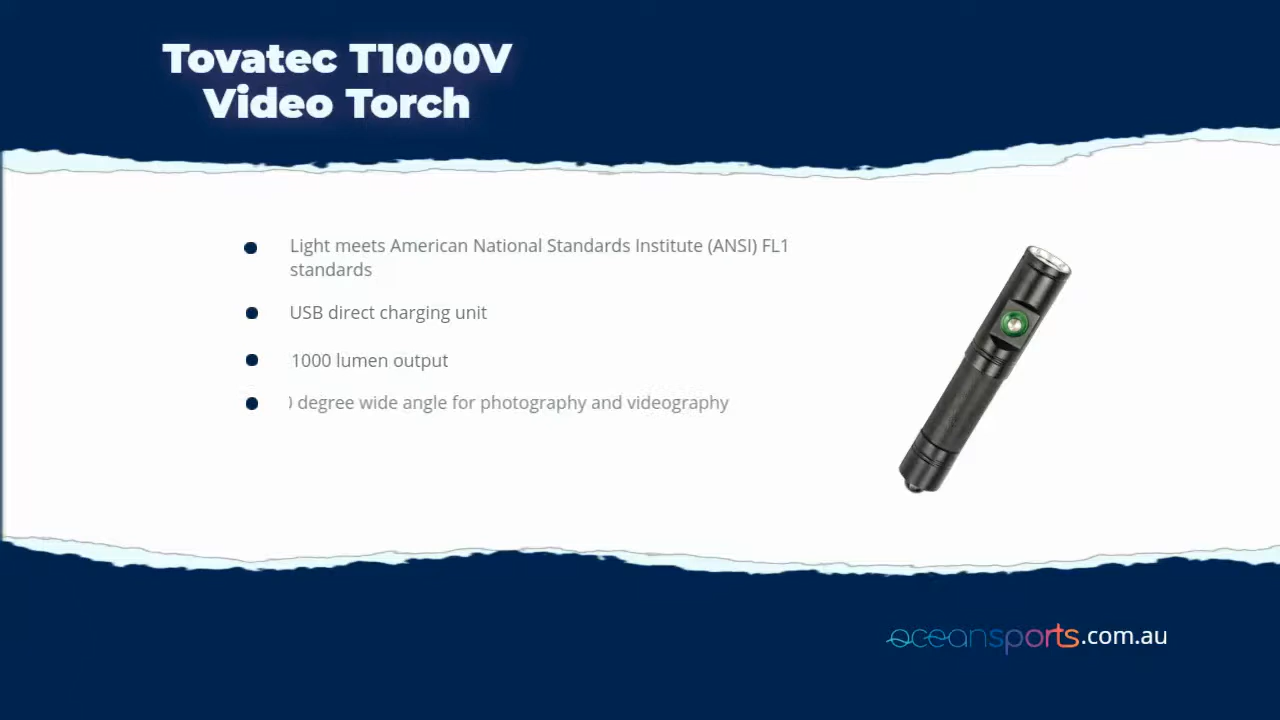 Tovatec T1000V
Video Torch
Light meets American National Standards Institute (ANSI) FL1
standards
USB direct charging unit
1000 lumen output
degree wide angle for photography and videography
oceansports.com.au